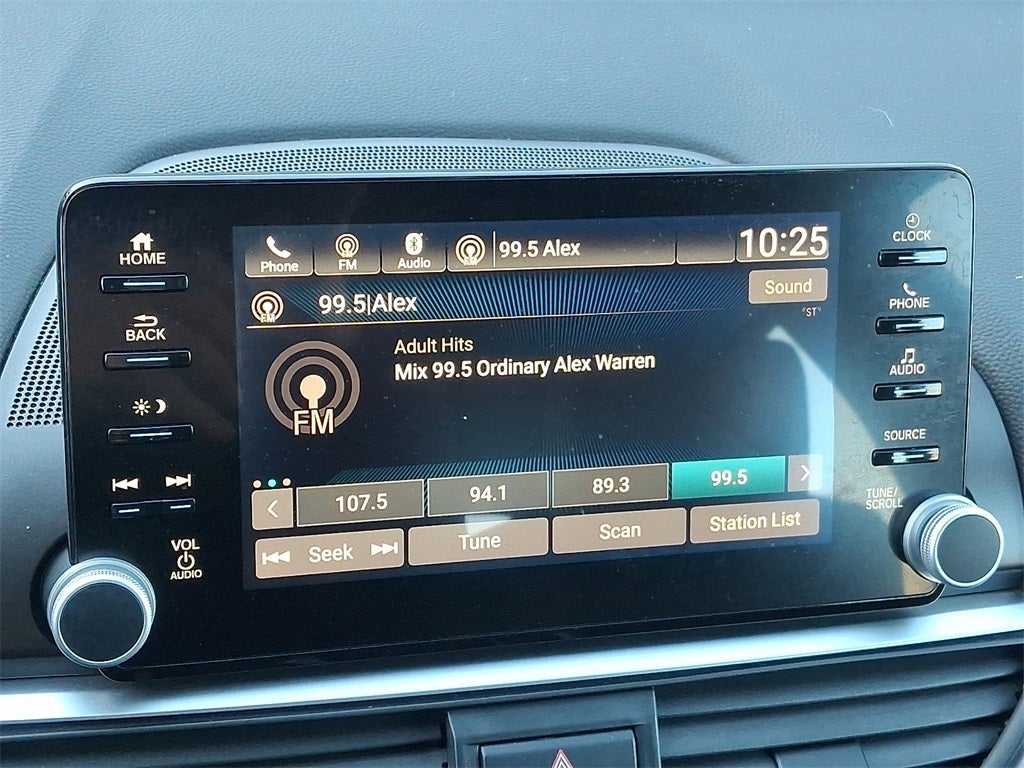 HOME
BACK
VOL
AUDIO
Phone
FM
Audio
FM
99.5 Alex
10:25
FM
99.5|Alex
Sound
ST
Adult Hits
Mix 99.5 Ordinary Alex Warren
FM
107.5
94.1
89.3
99.5
Seek
Tune
Scan
Station List
CLOCK
PHONE
AUDIO
SOURCE
TUNE/
SCROLL